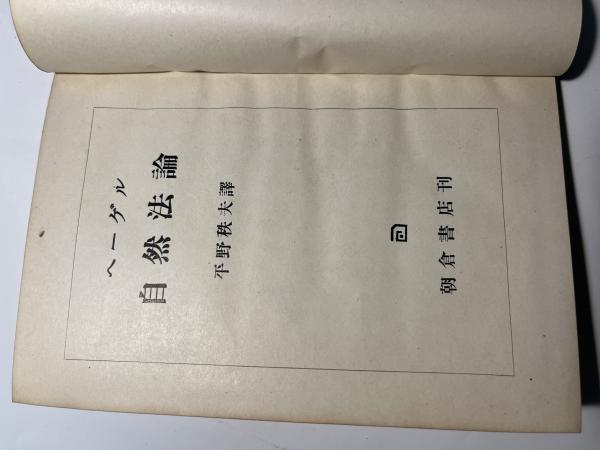 ヘーゲル
自然法論
平野秩夫譯
朝倉書店刊